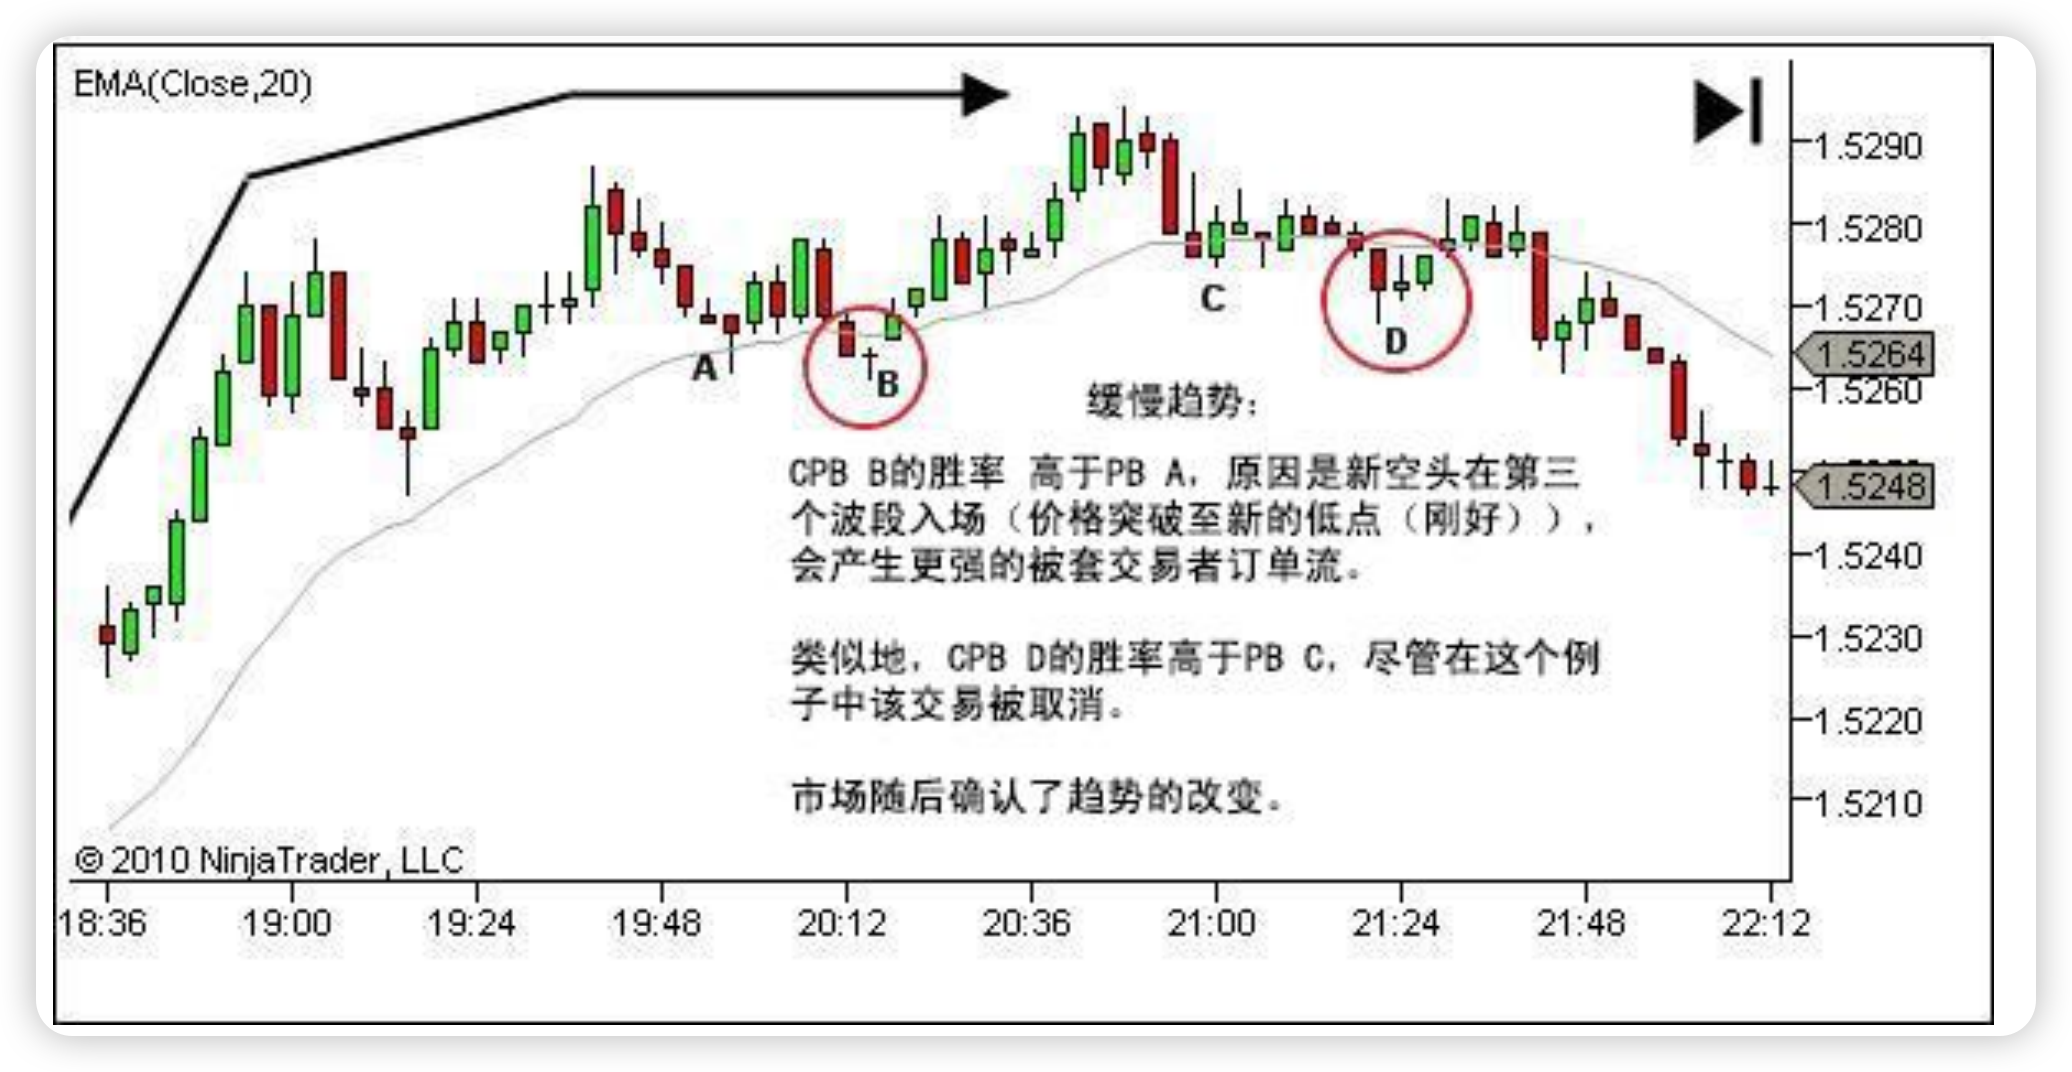 EMA(Close,20)
1.5290
1.5280
1.5270
1.5264
1.5260
1.5248
1.5240
1.5230
1.5220
1.5210
A
B
C
D
缓慢趋势：
CPB B的胜率 高于PB A，原因是新空头在第三
个波段入场（价格突破至新的低点（刚好）），
会产生更强的被套交易者订单流。
类似地，CPB D的胜率高于PB C，尽管在这个例
子中该交易被取消。
市场随后确认了趋势的改变。
© 2010 NinjaTrader, LLC
18:36 19:00 19:24 19:48 20:12 20:36 21:00 21:24 21:48 22:12